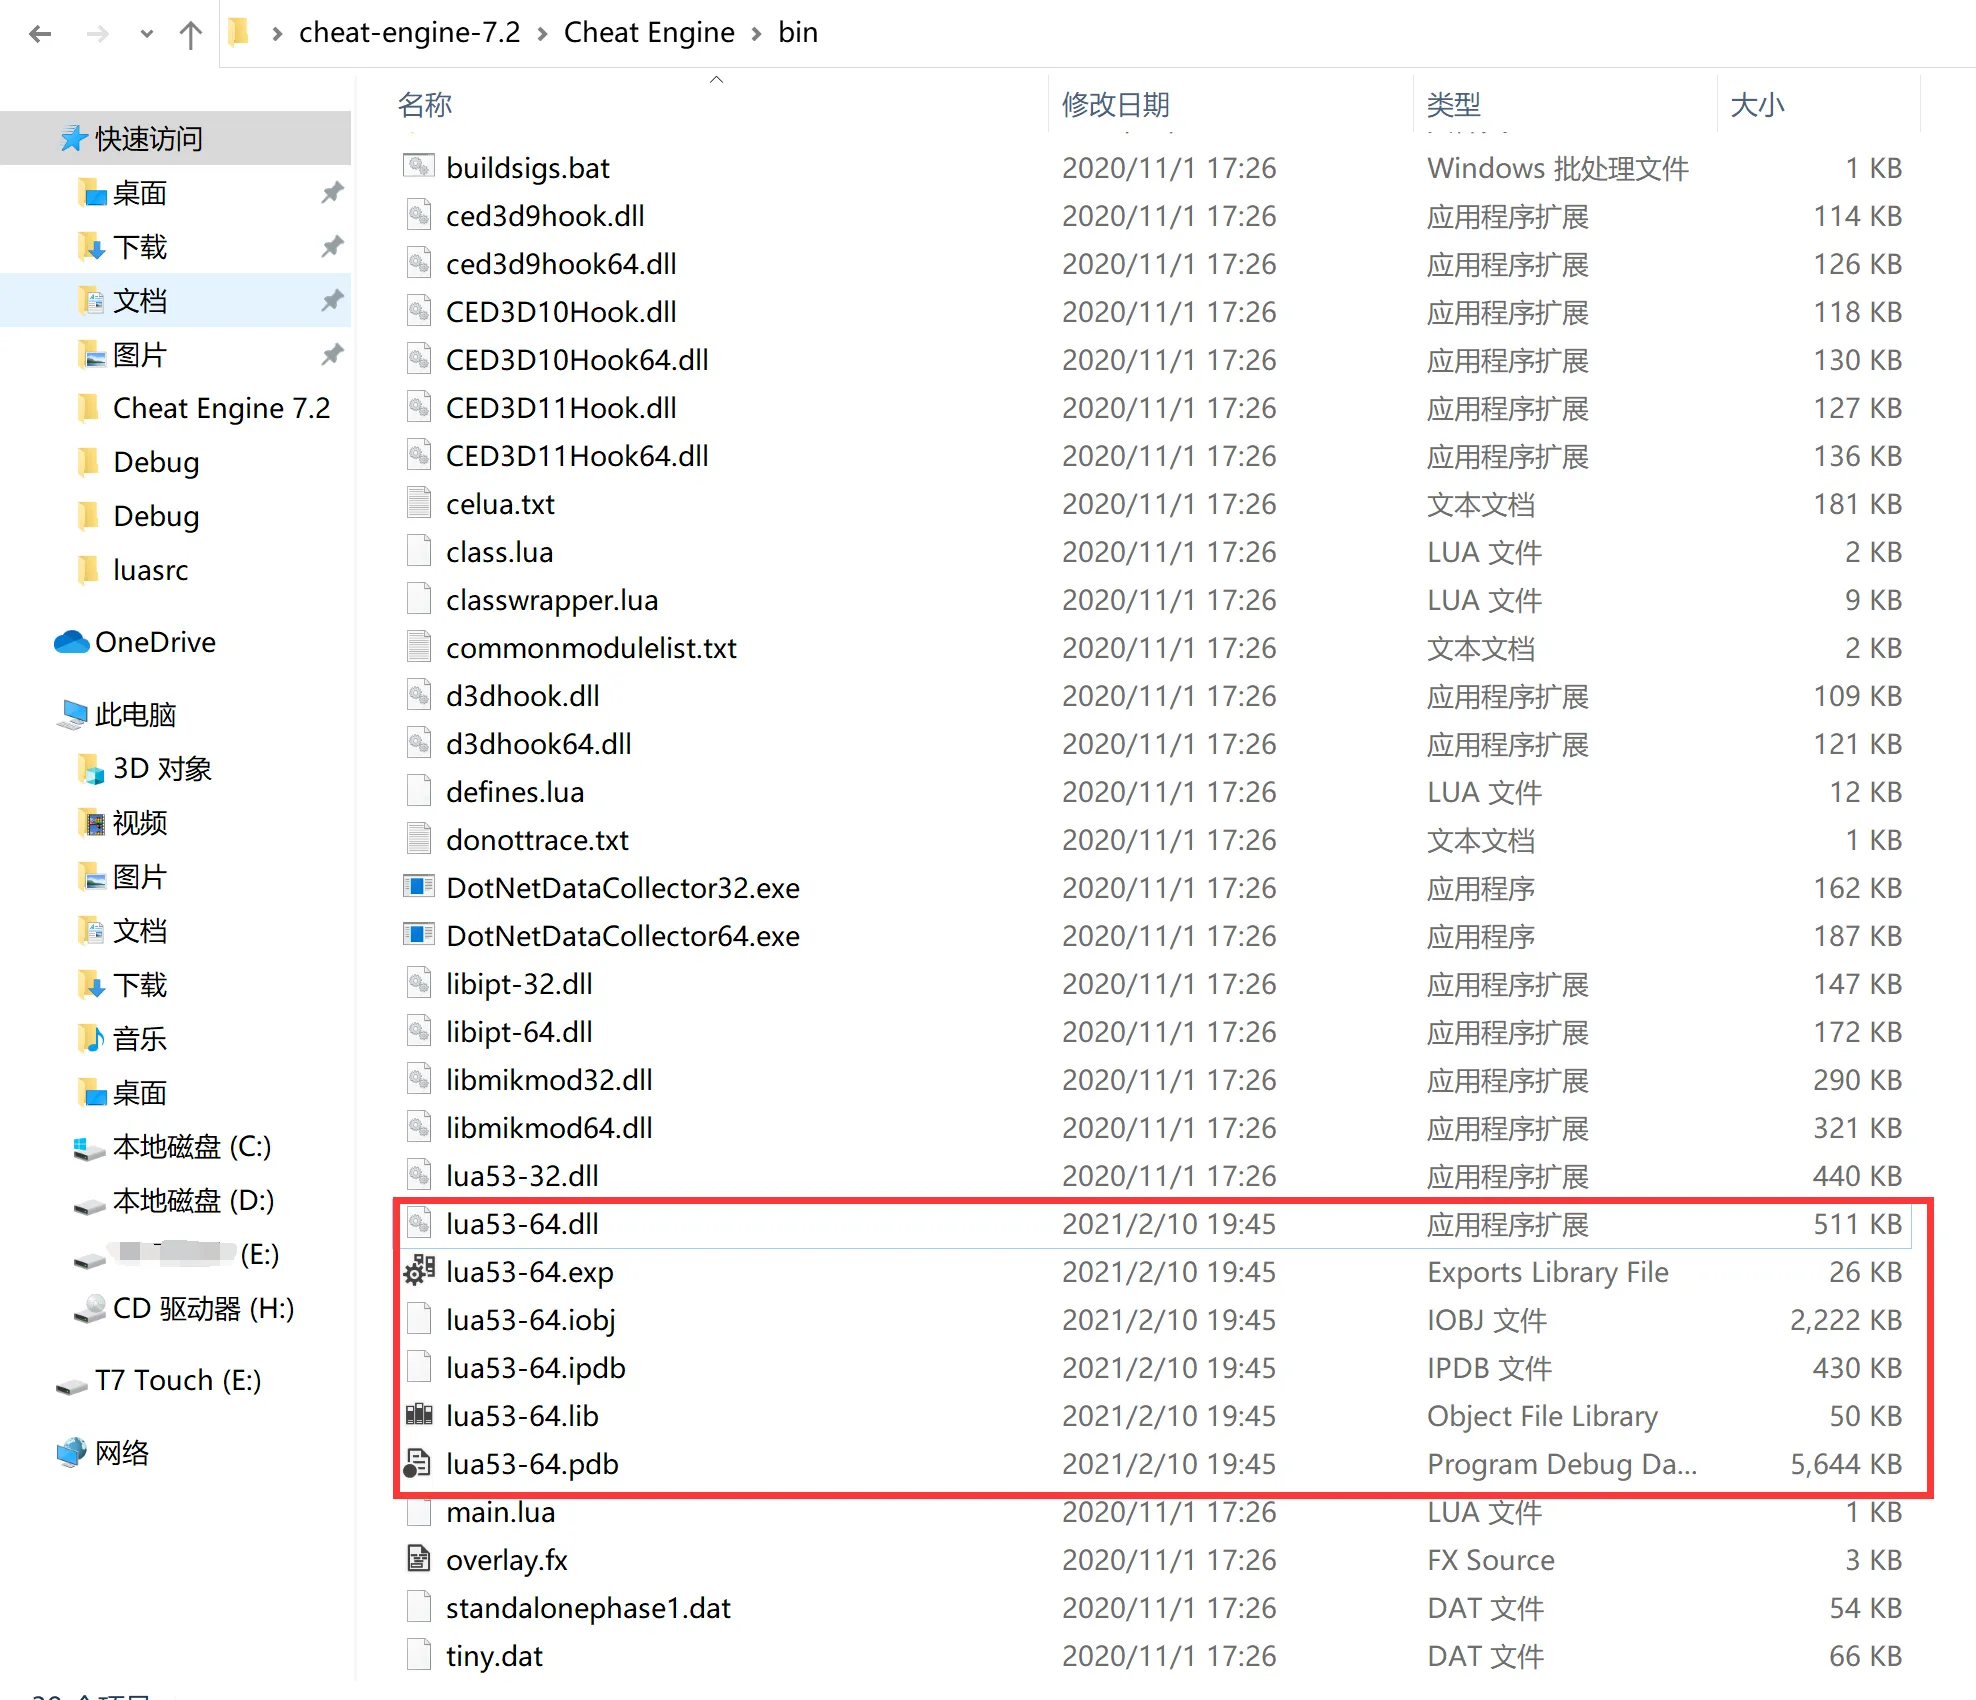 cheat-engine-7.2 > Cheat Engine > bin
快速访问
桌面
下载
文档
图片
Cheat Engine 7.2
Debug
Debug
luasrc
OneDrive
此电脑
3D 对象
视频
图片
文档
下载
音乐
桌面
本地磁盘 (C:)
本地磁盘 (D:)
(E:)
CD 驱动器 (H:)
T7 Touch (E:)
网络
名称 修改日期 类型 大小
buildsigs.bat 2020/11/1 17:26 Windows 批处理文件 1 KB
ced3d9hook.dll 2020/11/1 17:26 应用程序扩展 114 KB
ced3d9hook64.dll 2020/11/1 17:26 应用程序扩展 126 KB
CED3D10Hook.dll 2020/11/1 17:26 应用程序扩展 118 KB
CED3D10Hook64.dll 2020/11/1 17:26 应用程序扩展 130 KB
CED3D11Hook.dll 2020/11/1 17:26 应用程序扩展 127 KB
CED3D11Hook64.dll 2020/11/1 17:26 应用程序扩展 136 KB
celua.txt 2020/11/1 17:26 文本文档 181 KB
class.lua 2020/11/1 17:26 LUA 文件 2 KB
classwrapper.lua 2020/11/1 17:26 LUA 文件 9 KB
commonmodulelist.txt 2020/11/1 17:26 文本文档 2 KB
d3dhook.dll 2020/11/1 17:26 应用程序扩展 109 KB
d3dhook64.dll 2020/11/1 17:26 应用程序扩展 121 KB
defines.lua 2020/11/1 17:26 LUA 文件 12 KB
donottrace.txt 2020/11/1 17:26 文本文档 1 KB
DotNetDataCollector32.exe 2020/11/1 17:26 应用程序 162 KB
DotNetDataCollector64.exe 2020/11/1 17:26 应用程序 187 KB
libipt-32.dll 2020/11/1 17:26 应用程序扩展 147 KB
libipt-64.dll 2020/11/1 17:26 应用程序扩展 172 KB
libmikmod32.dll 2020/11/1 17:26 应用程序扩展 290 KB
libmikmod64.dll 2020/11/1 17:26 应用程序扩展 321 KB
lua53-32.dll 2020/11/1 17:26 应用程序扩展 440 KB
lua53-64.dll 2021/2/10 19:45 应用程序扩展 511 KB
lua53-64.exp 2021/2/10 19:45 Exports Library File 26 KB
lua53-64.iobj 2021/2/10 19:45 IOBJ 文件 2,222 KB
lua53-64.ipdb 2021/2/10 19:45 IPDB 文件 430 KB
lua53-64.lib 2021/2/10 19:45 Object File Library 50 KB
lua53-64.pdb 2021/2/10 19:45 Program Debug Da... 5,644 KB
main.lua 2020/11/1 17:26 LUA 文件 1 KB
overlay.fx 2020/11/1 17:26 FX Source 3 KB
standalonephase1.dat 2020/11/1 17:26 DAT 文件 54 KB
tiny.dat 2020/11/1 17:26 DAT 文件 66 KB